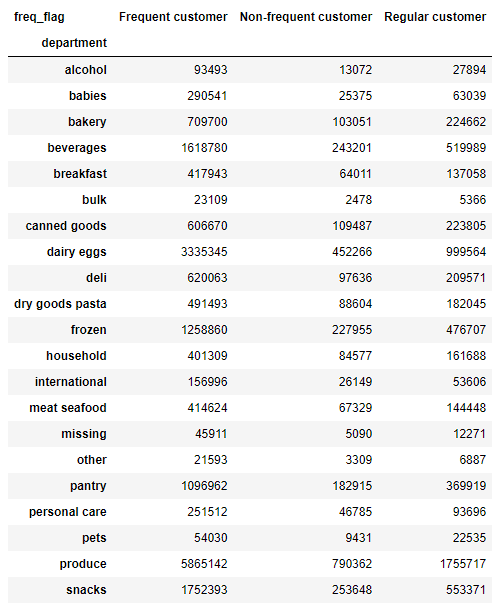 freq_flag Frequent customer Non-frequent customer Regular customer
department
alcohol 93493 13072 27894
babies 290541 25375 63039
bakery 709700 103051 224662
beverages 1618780 243201 519989
breakfast 417943 64011 137058
bulk 23109 2478 5366
canned goods 606670 109487 223805
dairy eggs 3335345 452266 999564
deli 620063 97636 209571
dry goods pasta 491493 88604 182045
frozen 1258860 227955 476707
household 401309 84577 161688
international 156996 26149 53606
meat seafood 414624 67329 144448
missing 45911 5090 12271
other 21593 3309 6887
pantry 1096962 182915 369919
personal care 251512 46785 93696
pets 54030 9431 22535
produce 5865142 790362 1755717
snacks 1752393 253648 553371